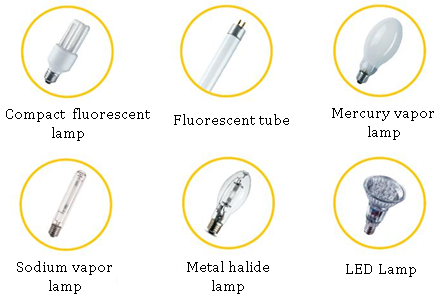 Compact fluorescent
lamp
Fluorescent tube
Mercury vapor
lamp
Sodium vapor
lamp
Metal halide
lamp
LED Lamp